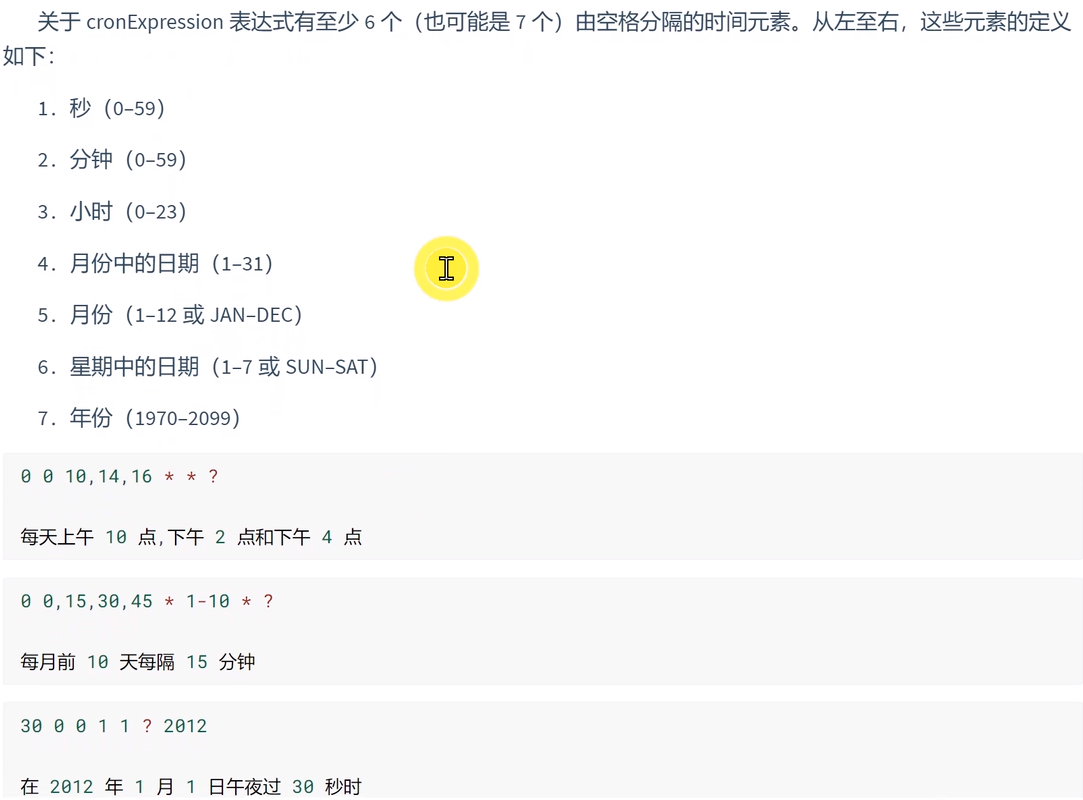 关于 cronExpression 表达式有至少 6 个（也可能是 7 个）由空格分隔的时间元素。从左至右，这些元素的定义
如下：
1．秒（0–59）
2．分钟（0–59）
3．小时（0–23）
4．月份中的日期（1–31）
5．月份（1–12 或 JAN–DEC）
6．星期中的日期（1–7 或 SUN–SAT）
7．年份（1970–2099）
0 0 10,14,16 * * ?
每天上午 10 点,下午 2 点和下午 4 点
0 0,15,30,45 * 1-10 * ?
每月前 10 天每隔 15 分钟
30 0 0 1 1 ? 2012
在 2012 年 1 月 1 日午夜过 30 秒时